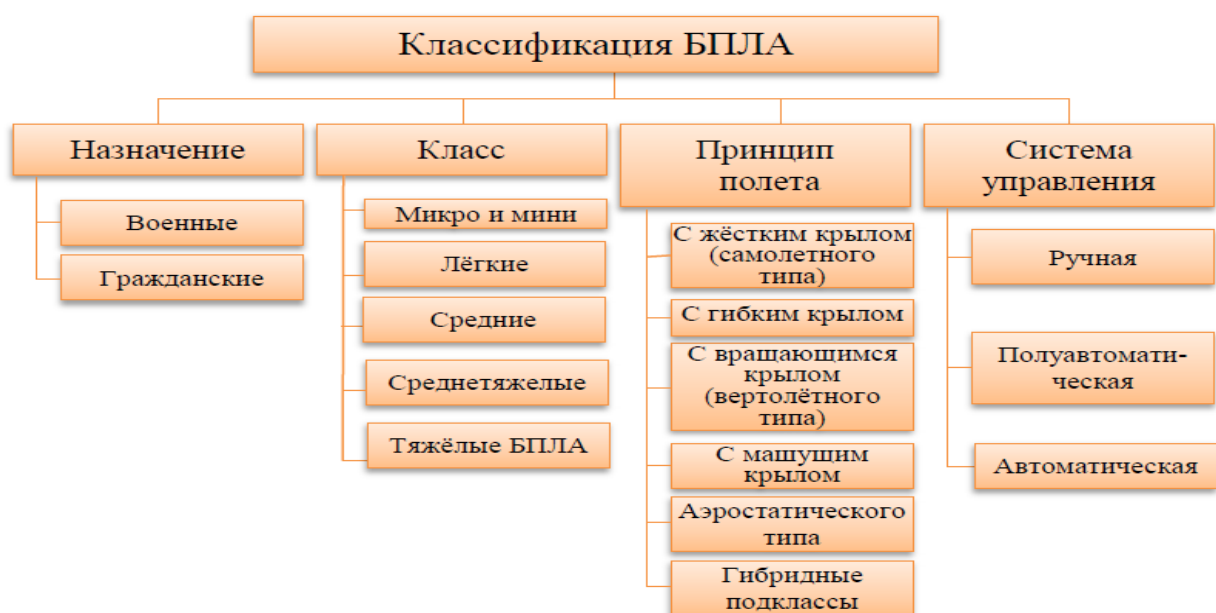 Классификация БПЛА
Назначение
Военные
Гражданские
Класс
Микро и мини
Лёгкие
Средние
Среднетяжелые
Тяжёлые БПЛА
Принцип
полета
С жёстким крылом
(самолетного
типа)
С гибким крылом
С вращающимся
крылом
(вертолётного
типа)
С машущим
крылом
Аэростатического
типа
Гибридные
подклассы
Система
управления
Ручная
Полуавтомати-
ческая
Автоматическая